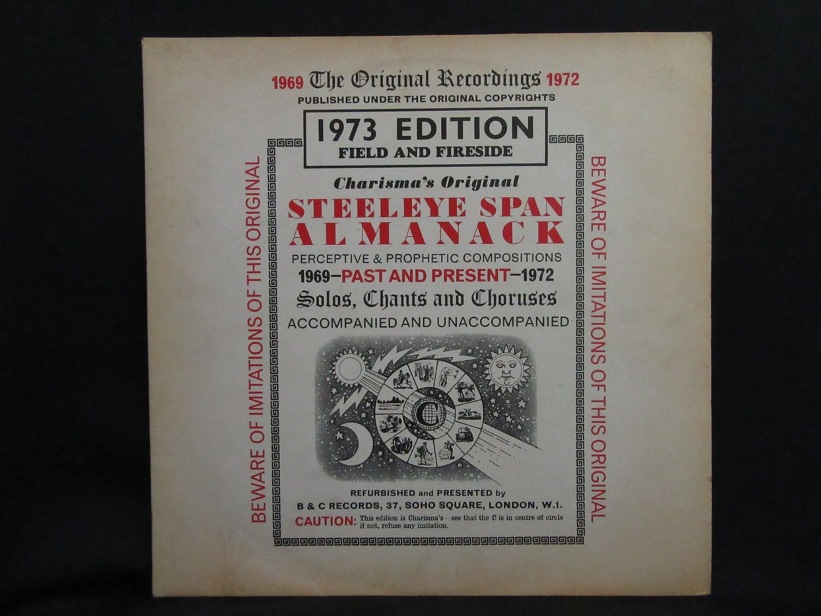 1969 The Original Recordings 1972
PUBLISHED UNDER THE ORIGINAL COPYRIGHTS
1973 EDITION
FIELD AND FIRESIDE
Charisma's Original
STEELEYE SPAN
ALMANACK
PERCEPTIVE & PROPHETIC COMPOSITIONS
1969–PAST AND PRESENT–1972
Solos, Chants and Choruses
ACCOMPANIED AND UNACCOMPANIED
C
REFURBISHED and PRESENTED by
B & C RECORDS, 37, SOHO SQUARE, LONDON, W.1.
CAUTION: This edition is Charisma's—see that the C is in centre of circle
if not, refuse any imitation.
BEWARE OF IMITATIONS OF THIS ORIGINAL
BEWARE OF IMITATIONS OF THIS ORIGINAL